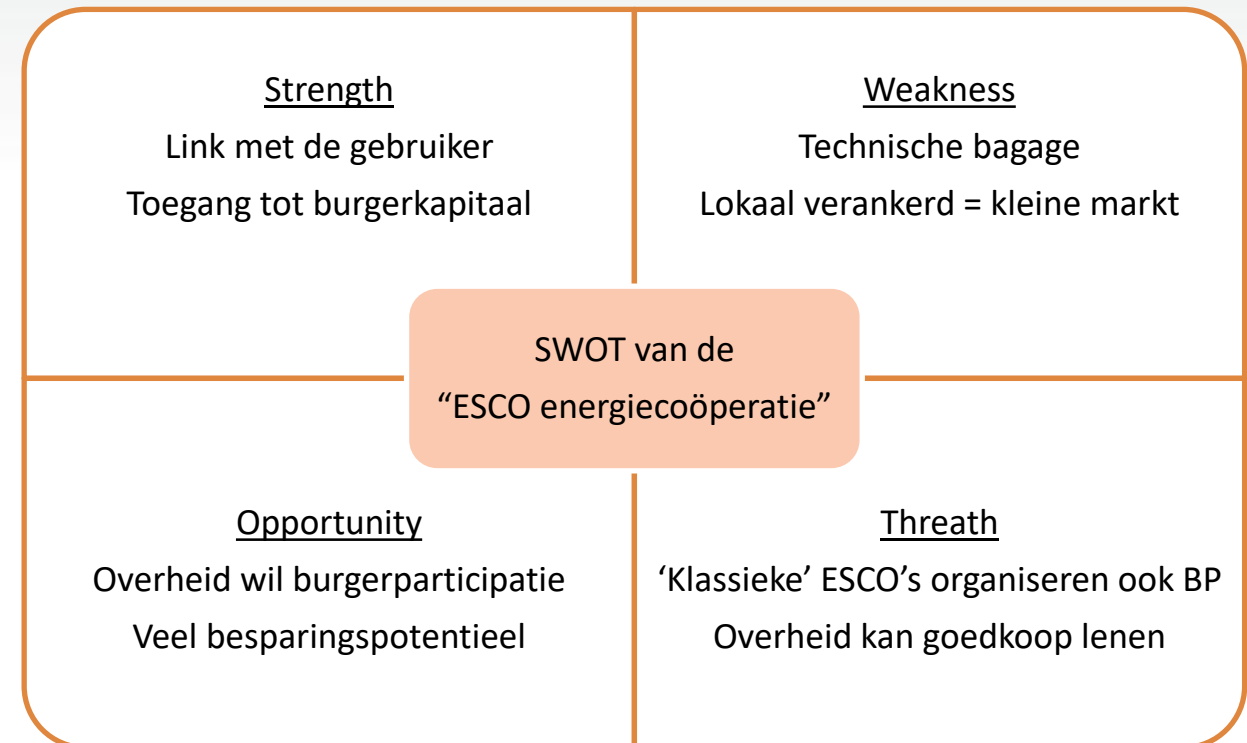 Strength
Link met de gebruiker
Toegang tot burgerkapitaal
Weakness
Technische bagage
Lokaal verankerd = kleine markt
SWOT van de
“ESCO energiecoöperatie”
Opportunity
Overheid wil burgerparticipatie
Veel besparingspotentieel
Threath
‘Klassieke’ ESCO’s organiseren ook BP
Overheid kan goedkoop lenen